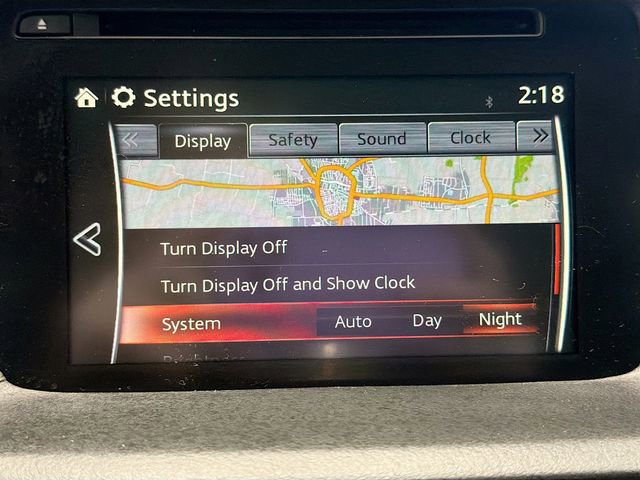 Settings 2:18
Display Safety Sound Clock
Turn Display Off
Turn Display Off and Show Clock
System Auto Day Night